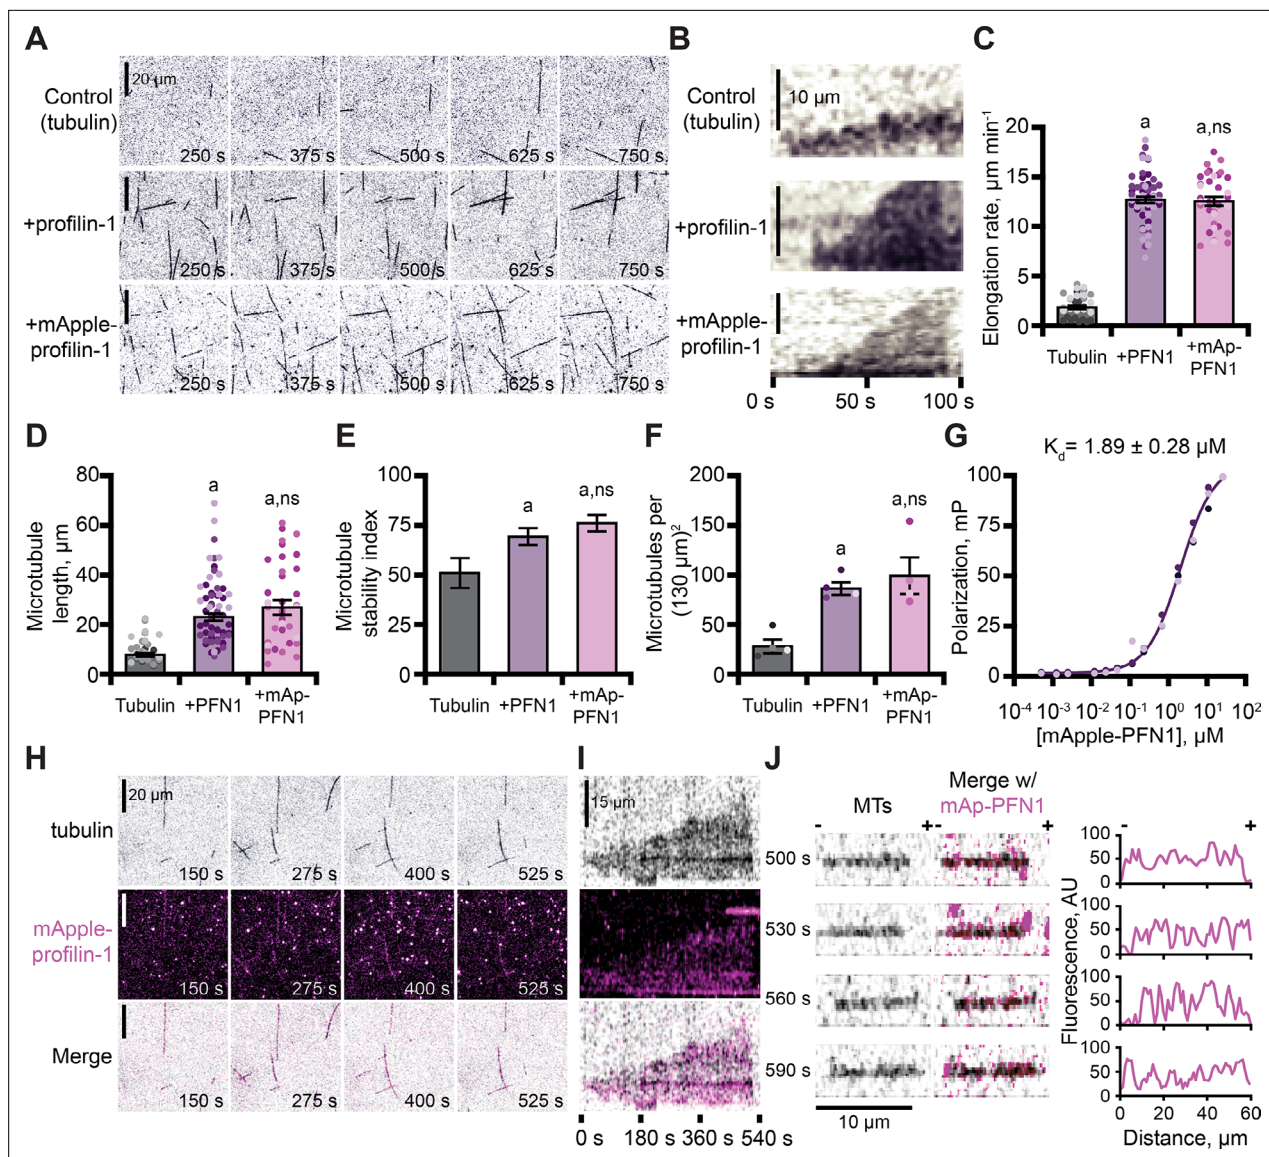 A
Control
(tubulin)
20 µm
250 s
375 s
500 s
625 s
750 s
+profilin-1
250 s
375 s
500 s
625 s
750 s
+mApple-
profilin-1
250 s
375 s
500 s
625 s
750 s
B
Control
(tubulin)
10 µm
+profilin-1
+mApple-
profilin-1
0 s
50 s
100 s
C
Elongation rate, µm min⁻¹
20
15
10
5
0
a
a,ns
Tubulin
+PFN1
+mAp-
PFN1
D
Microtubule
length, µm
80
60
40
20
0
a
a,ns
Tubulin
+PFN1
+mAp-
PFN1
E
Microtubule
stability index
100
75
50
25
0
a
a,ns
Tubulin
+PFN1
+mAp-
PFN1
F
Microtubules per
(130 µm)²
200
150
100
50
0
a
a,ns
Tubulin
+PFN1
+mAp-
PFN1
G
K_d= 1.89 ± 0.28 µM
Polarization, mP
100
50
0
10⁻⁴
10⁻³
10⁻²
10⁻¹
10⁰
10¹
10²
[mApple-PFN1], µM
H
tubulin
20 µm
150 s
275 s
400 s
525 s
mApple-
profilin-1
150 s
275 s
400 s
525 s
Merge
150 s
275 s
400 s
525 s
I
15 µm
0 s
180 s
360 s
540 s
J
MTs
Merge w/
mAp-PFN1
-
+
-
+
-
+
500 s
530 s
560 s
590 s
10 µm
Fluorescence, AU
100
50
0
100
50
0
100
50
0
100
50
0
0
20
40
60
Distance, µm